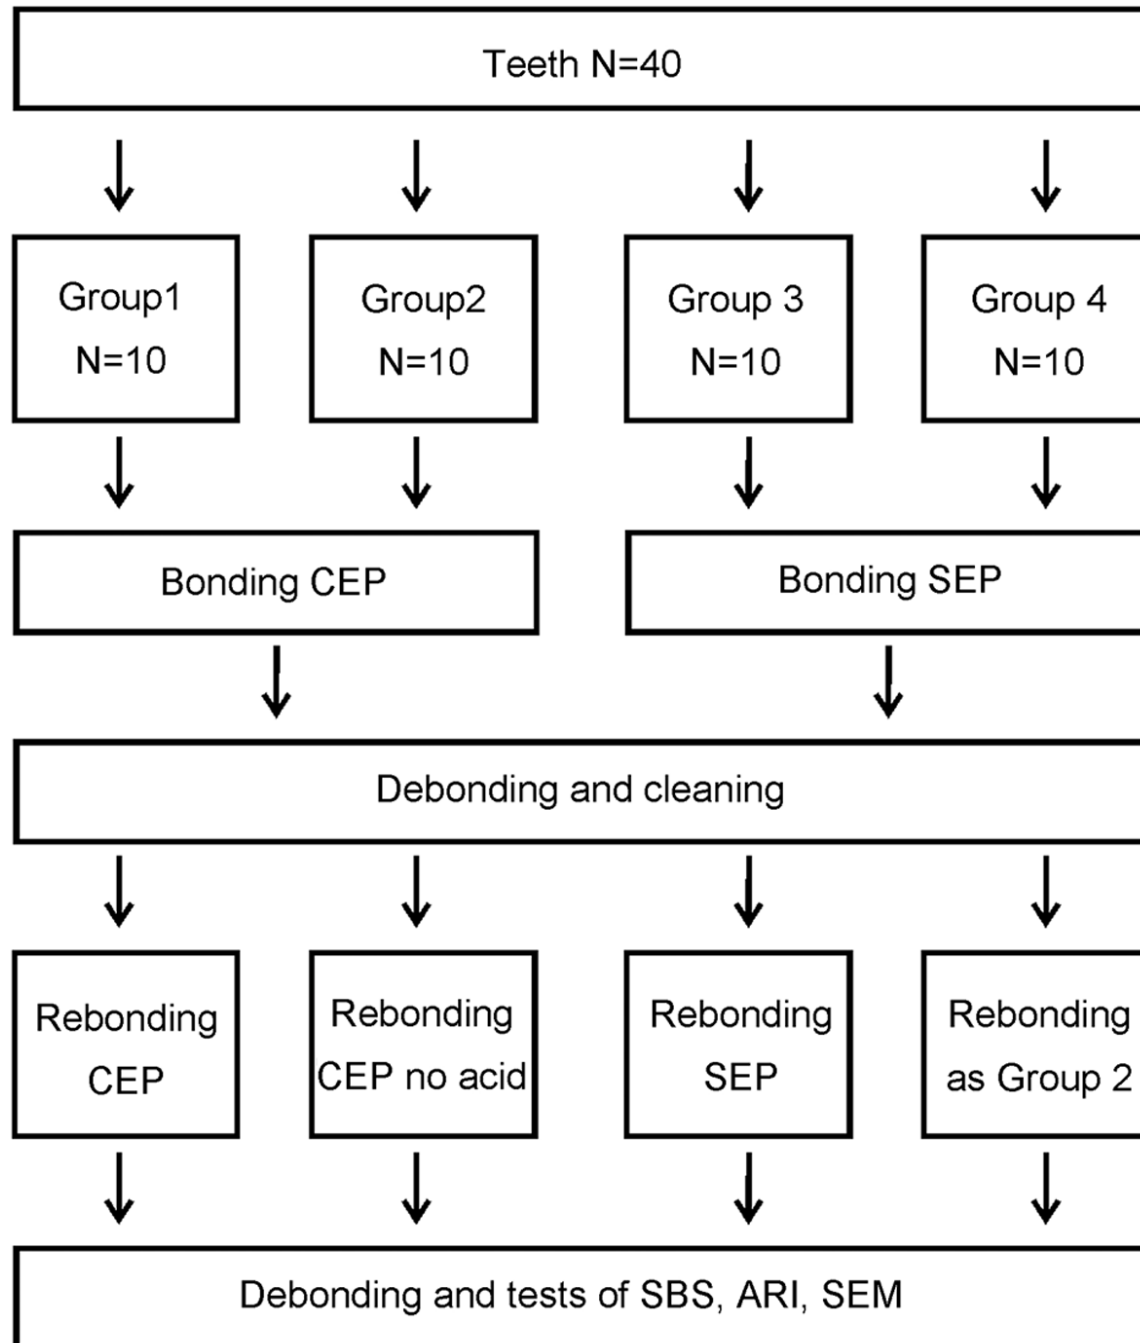 Teeth N=40
Group1
N=10
Group2
N=10
Group 3
N=10
Group 4
N=10
Bonding CEP
Bonding SEP
Debonding and cleaning
Rebonding
CEP
Rebonding
CEP no acid
Rebonding
SEP
Rebonding
as Group 2
Debonding and tests of SBS, ARI, SEM